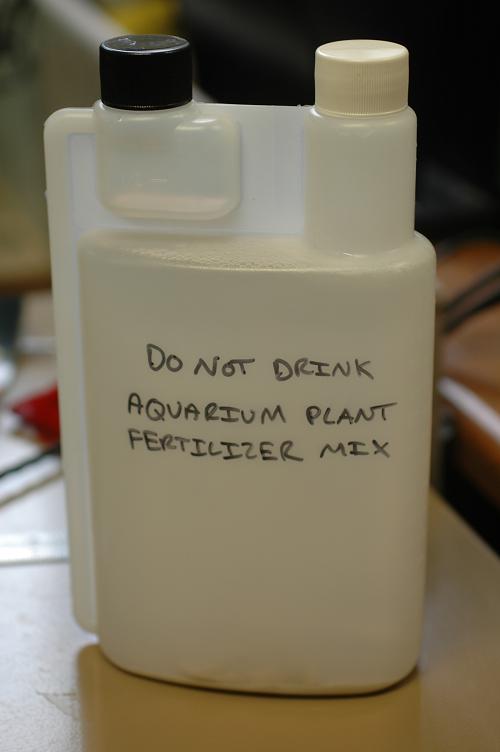 DO NOT DRINK
AQUARIUM PLANT
FERTILIZER MIX